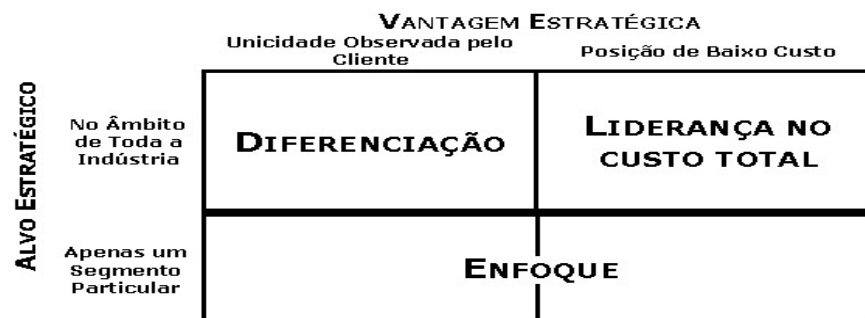 VANTAGEM ESTRATÉGICA
Unicidade Observada pelo
Cliente
Posição de Baixo Custo
ALVO ESTRATÉGICO
No Âmbito
de Toda a
Indústria
DIFERENCIAÇÃO
LIDERANÇA NO
CUSTO TOTAL
Apenas um
Segmento
Particular
ENFOQUE